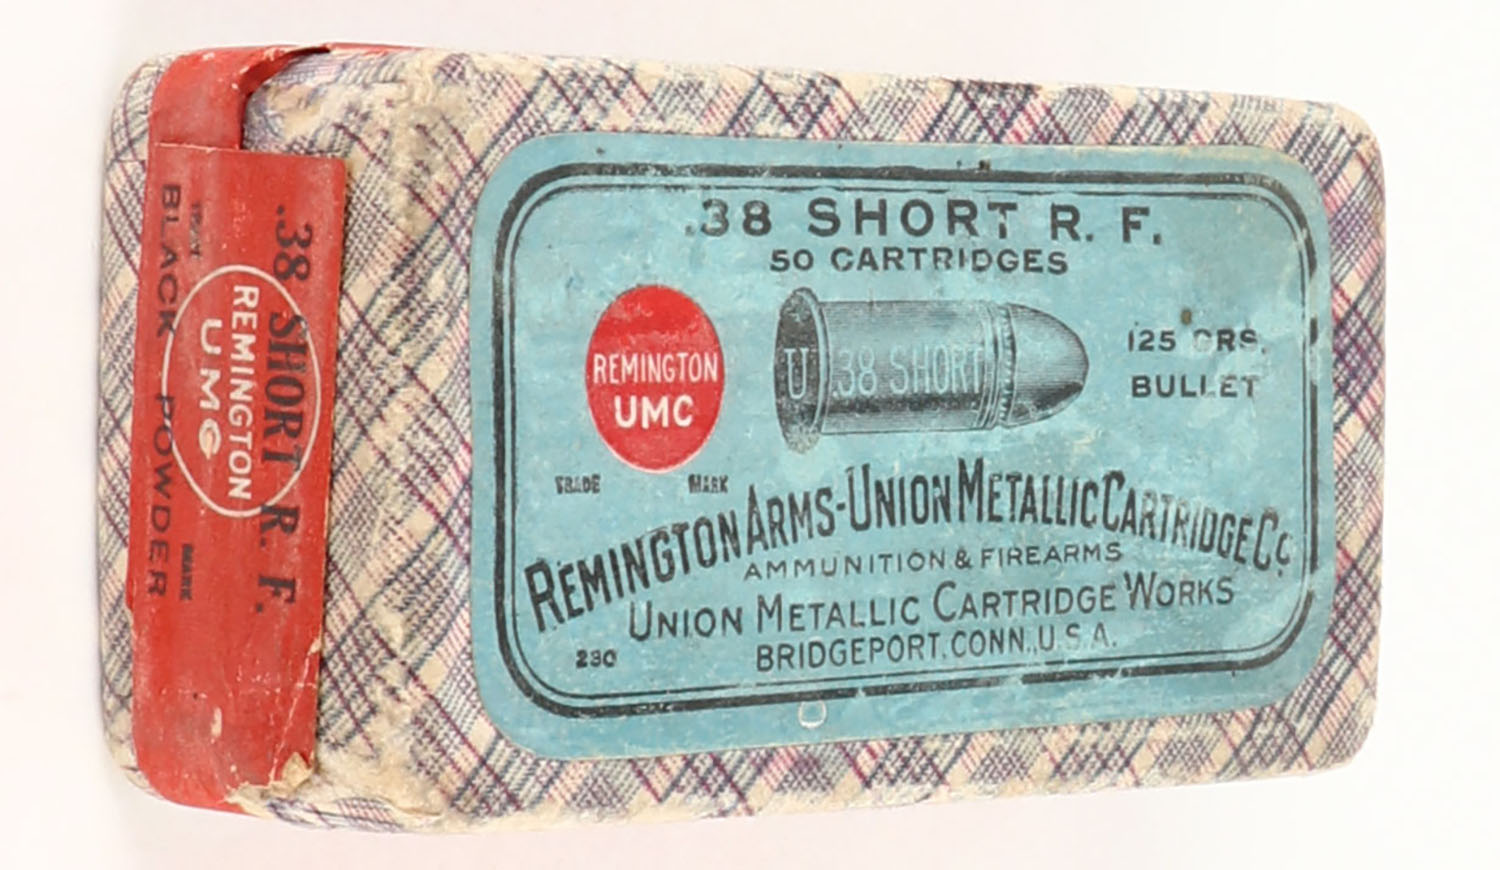 .38 SHORT R. F.
50 CARTRIDGES
REMINGTON
UMC
TRADE MARK
U 38 SHORT
125 GRS.
BULLET
REMINGTON ARMS-UNION METALLIC CARTRIDGE CO
AMMUNITION & FIREARMS
UNION METALLIC CARTRIDGE WORKS
BRIDGEPORT, CONN., U.S.A.
230
.38 SHORT R. F.
REMINGTON
UMC
MARK
BLACK POWDER